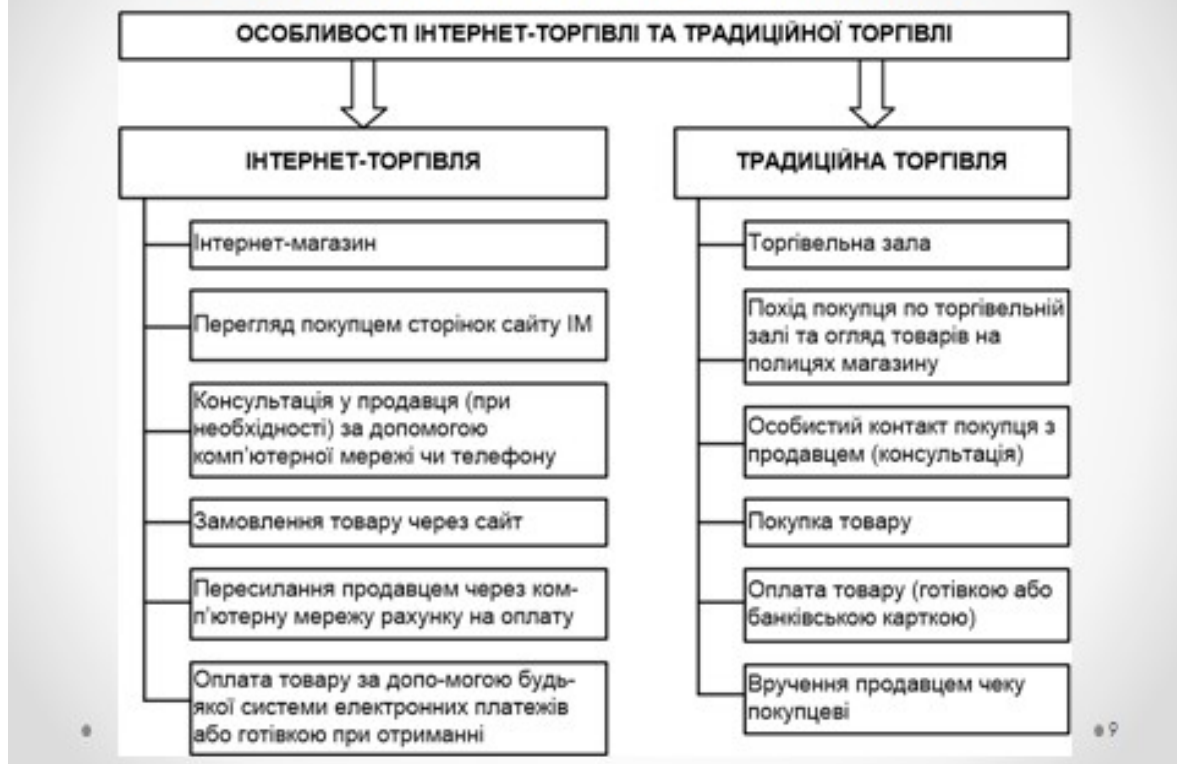 ОСОБЛИВОСТІ ІНТЕРНЕТ-ТОРГІВЛІ ТА ТРАДИЦІЙНОЇ ТОРГІВЛІ
ІНТЕРНЕТ-ТОРГІВЛЯ
Інтернет-магазин
Перегляд покупцем сторінок сайту ІМ
Консультація у продавця (при
необхідності) за допомогою
комп'ютерної мережі чи телефону
Замовлення товару через сайт
Пересилання продавцем через ком-
п'ютерну мережу рахунку на оплату
Оплата товару за допо-могою будь-
якої системи електронних платежів
або готівкою при отриманні
ТРАДИЦІЙНА ТОРГІВЛЯ
Торгівельна зала
Похід покупця по торгівельній
залі та огляд товарів на
полицях магазину
Особистий контакт покупця з
продавцем (консультація)
Покупка товару
Оплата товару (готівкою або
банківською карткою)
Вручення продавцем чеку
покупцеві
9